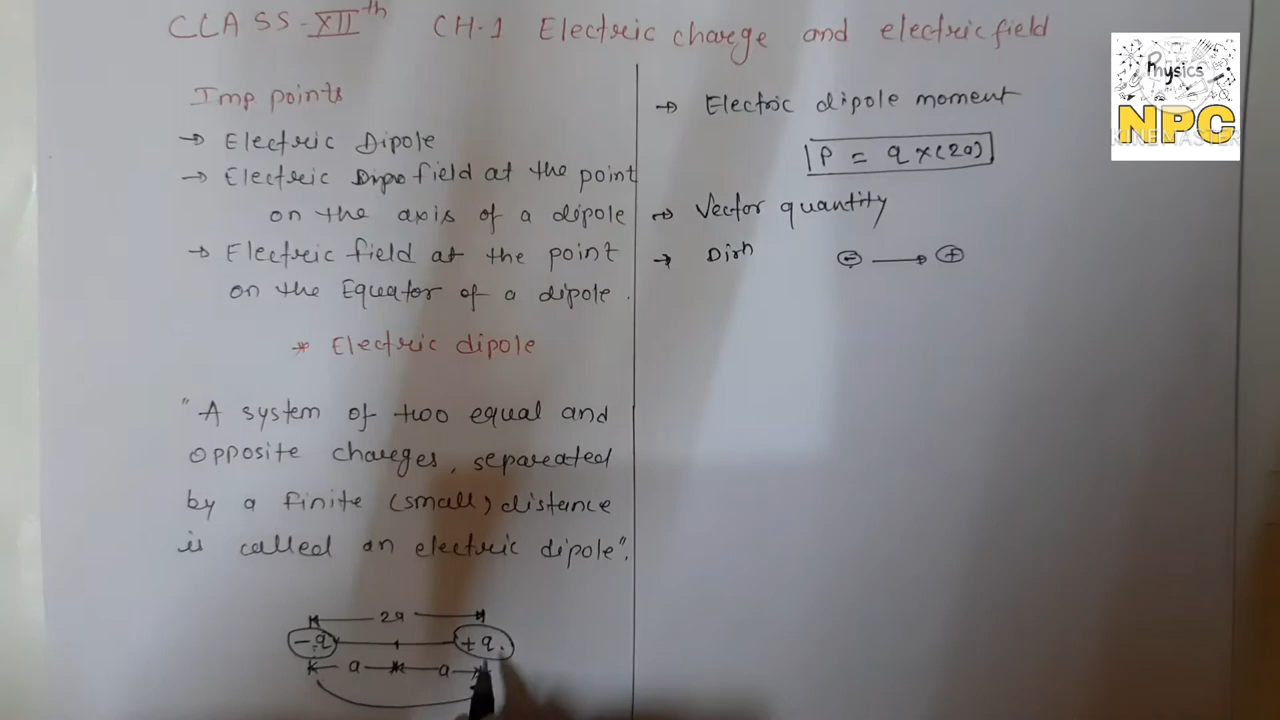 CLASS-XIIth CH.1 Electric charge and electric field
Imp points
→ Electric Dipole
→ Electric field at the point
on the axis of a dipole
→ Electric field at the point
on the Equator of a dipole.
* Electric dipole
"A system of two equal and
opposite charges, separeated
by a finite (small) distance
is called an electric dipole".
2a
-q +q
a a
→ Electric dipole moment
P = q×(2a)
→ Vector quantity
→ Dirn ⊖ → ⊕
Physics
NPC
KINEMASTER